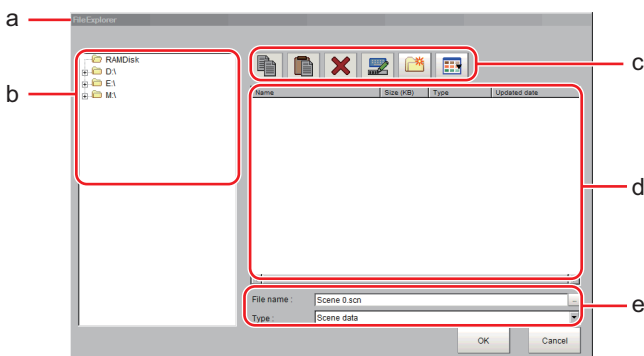 a
FileExplorer
b
RAMDisk
D:\
E:\
M:\
c
Name Size (KB) Type Updated date
d
e
File name : Scene 0.scn ...
Type : Scene data
OK Cancel